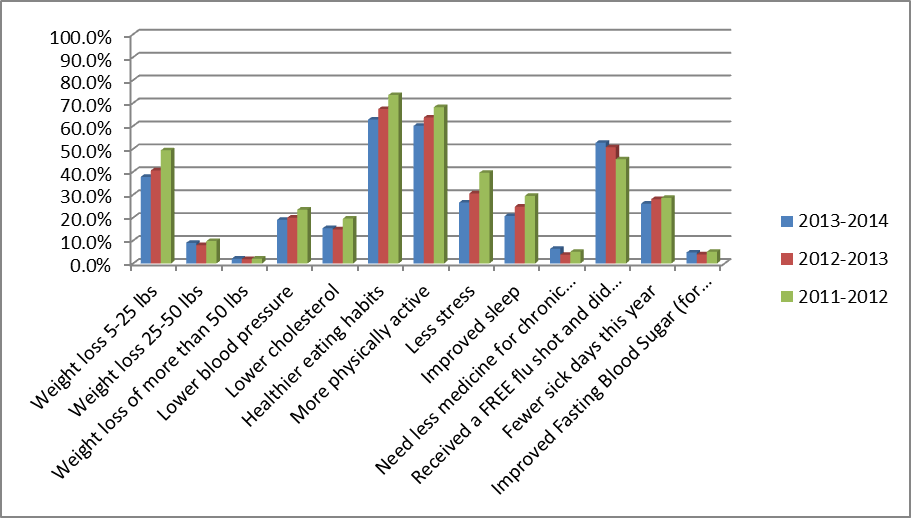 100.0%
90.0%
80.0%
70.0%
60.0%
50.0%
40.0%
30.0%
20.0%
10.0%
0.0%
Weight loss 5-25 lbs
Weight loss 25-50 lbs
Weight loss of more than 50 lbs
Lower blood pressure
Lower cholesterol
Healthier eating habits
More physically active
Less stress
Improved sleep
Need less medicine for chronic...
Received a FREE flu shot and did...
Fewer sick days this year
Improved Fasting Blood Sugar (for...
2013-2014
2012-2013
2011-2012